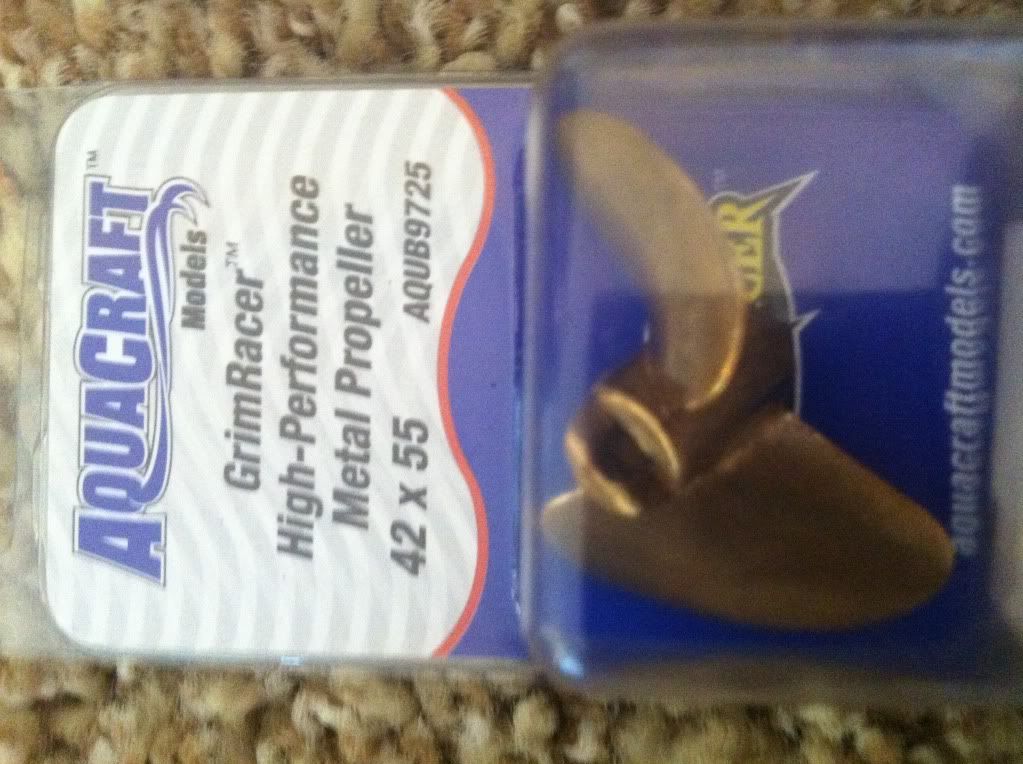 AQUACRAFT™
Models
GrimRacer™
High-Performance
Metal Propeller
42 x 55 AQUB9725
aquacraftmodels.com